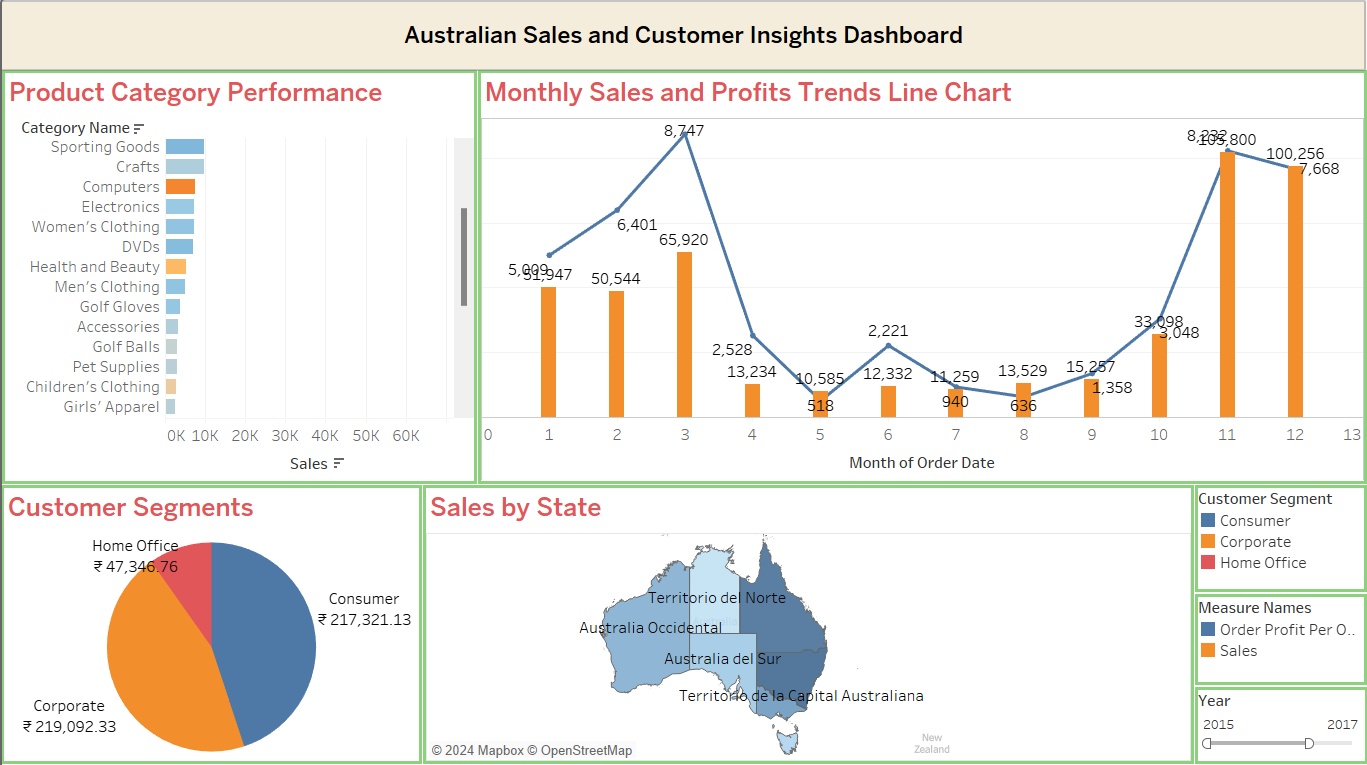 Australian Sales and Customer Insights Dashboard
Product Category Performance
Category Name
Sporting Goods
Crafts
Computers
Electronics
Women's Clothing
DVDs
Health and Beauty
Men's Clothing
Golf Gloves
Accessories
Golf Balls
Pet Supplies
Children's Clothing
Girls' Apparel
0K 10K 20K 30K 40K 50K 60K
Sales
Monthly Sales and Profits Trends Line Chart
8,747
8,232
105,800
100,256
7,668
6,401
65,920
5,009
51,947
50,544
2,528
13,234
10,585
518
2,221
12,332
11,259
940
13,529
636
15,257
1,358
33,098
3,048
0 1 2 3 4 5 6 7 8 9 10 11 12 13
Month of Order Date
Customer Segments
Home Office
₹ 47,346.76
Consumer
₹ 217,321.13
Corporate
₹ 219,092.33
Sales by State
Territorio del Norte
Australia Occidental
Australia del Sur
Territorio de la Capital Australiana
New
Zealand
© 2024 Mapbox © OpenStreetMap
Customer Segment
Consumer
Corporate
Home Office
Measure Names
Order Profit Per O..
Sales
Year
2015 2017